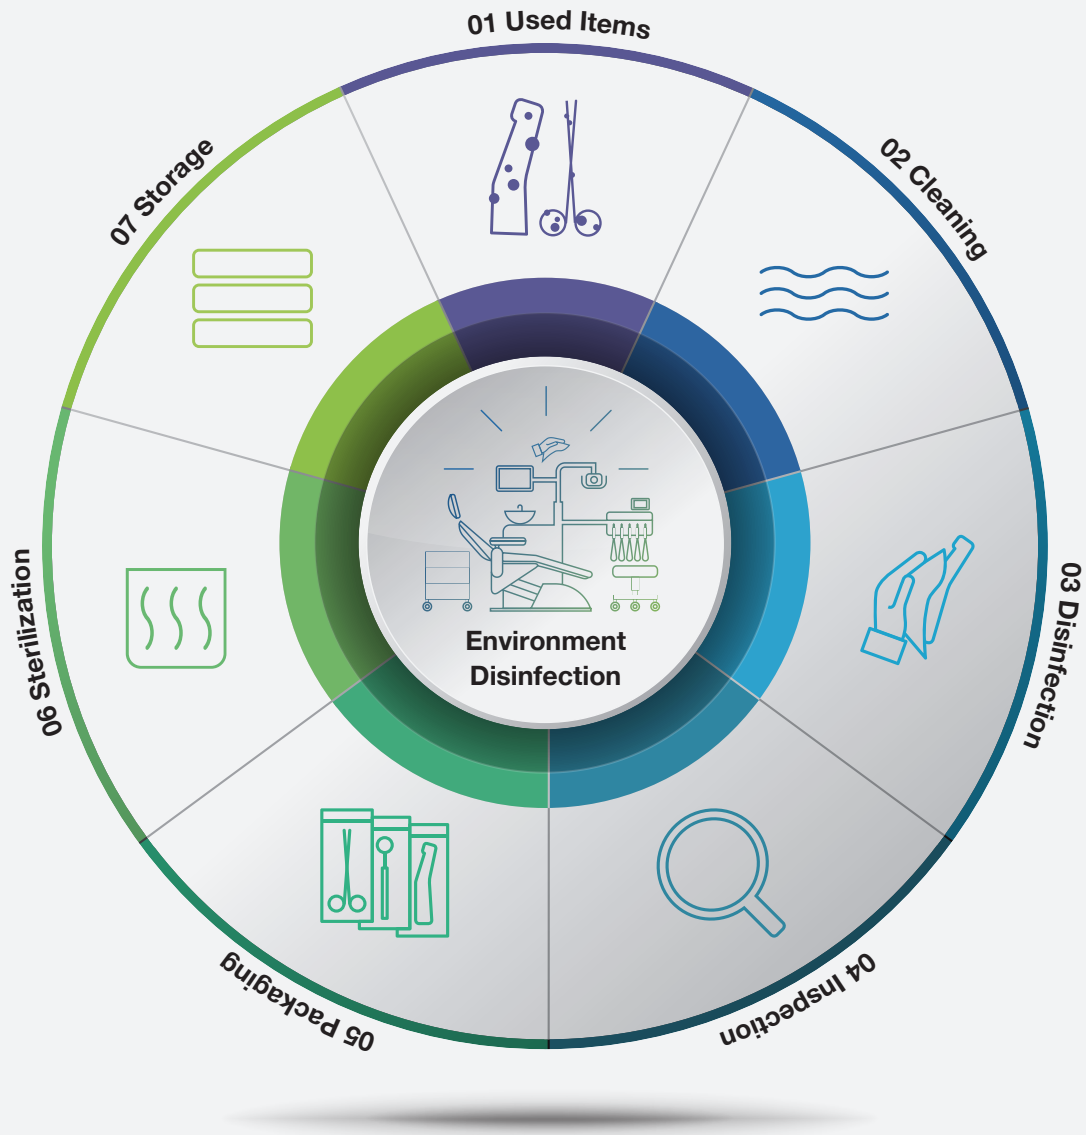 01 Used Items
02 Cleaning
03 Disinfection
04 Inspection
05 Packaging
06 Sterilization
07 Storage
Environment
Disinfection